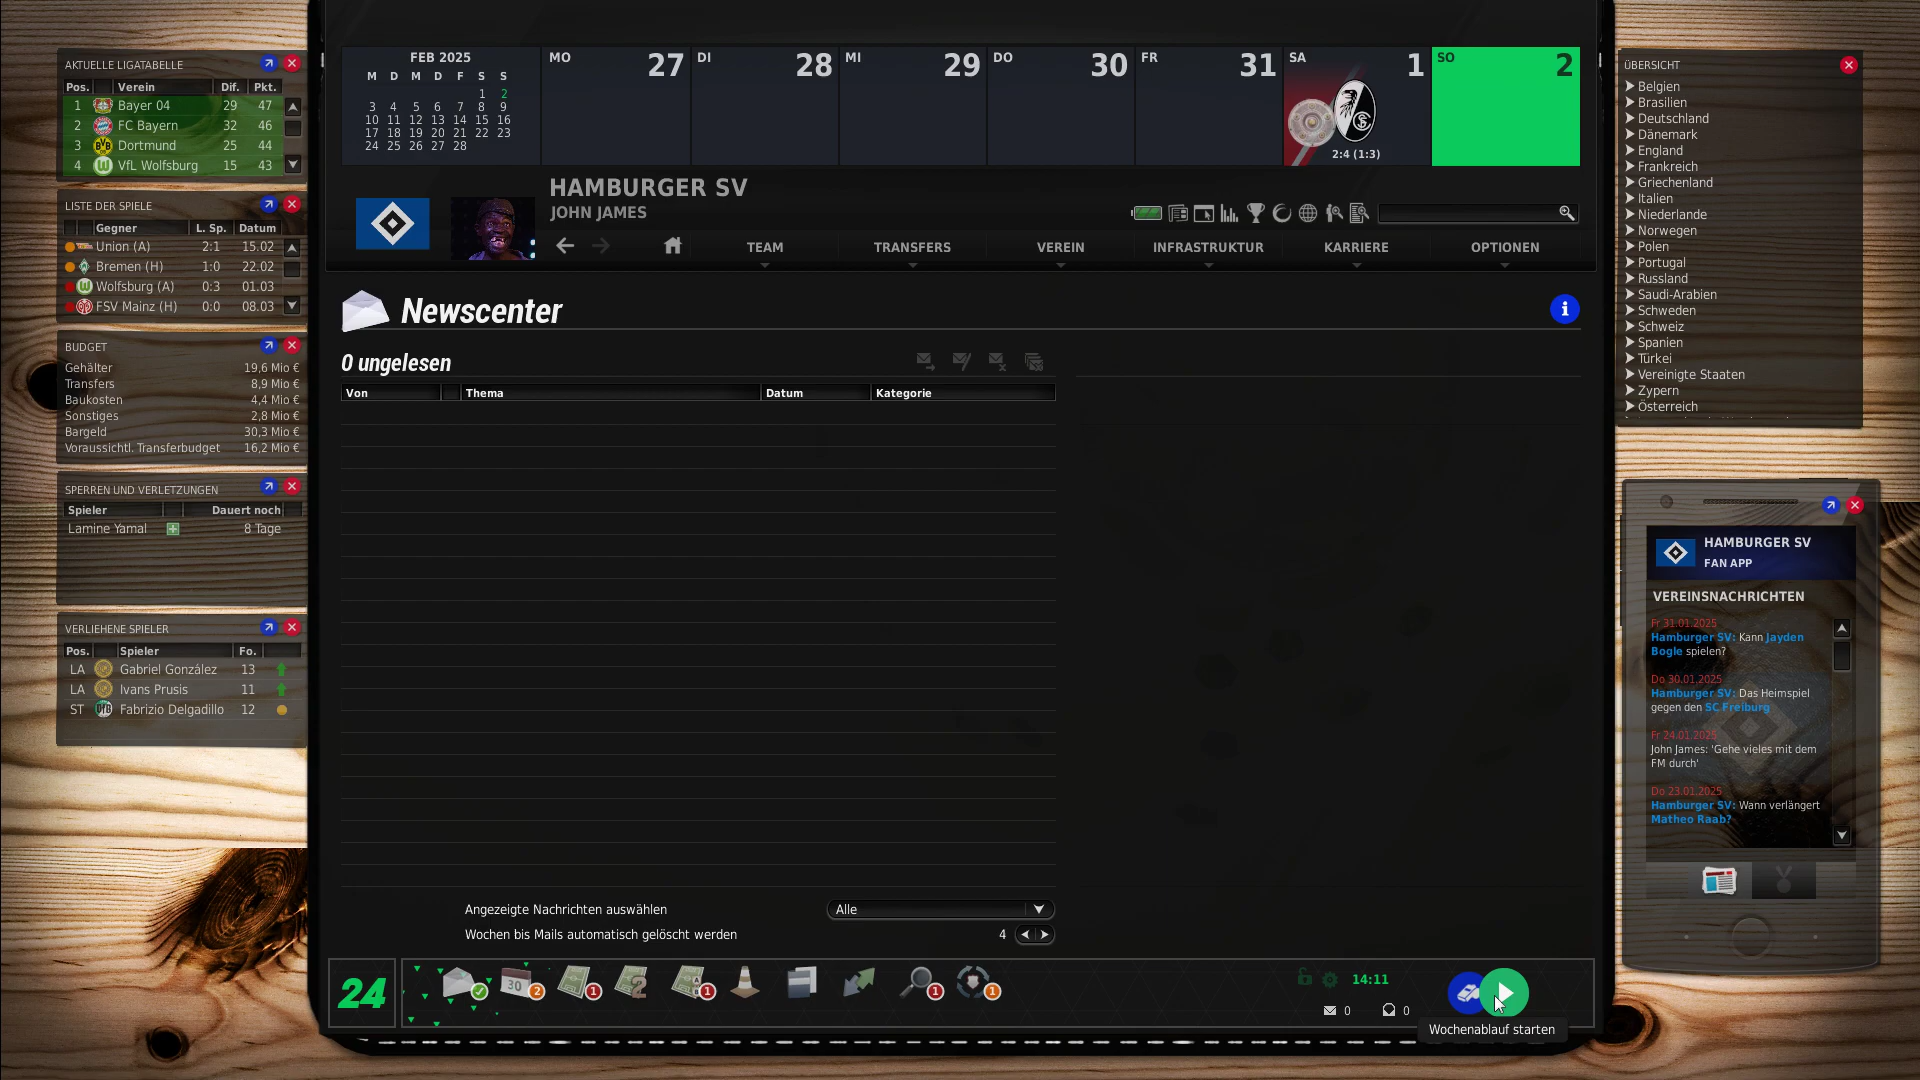 AKTUELLE LIGATABELLE
Pos. Verein Dif. Pkt.
1 Bayer 04 29 47
2 FC Bayern 32 46
3 Dortmund 25 44
4 VfL Wolfsburg 15 43
LISTE DER SPIELE
Gegner L. Sp. Datum
Union (A) 2:1 15.02
Bremen (H) 1:0 22.02
Wolfsburg (A) 0:3 01.03
FSV Mainz (H) 0:0 08.03
BUDGET
Gehälter 19,6 Mio €
Transfers 8,9 Mio €
Baukosten 4,4 Mio €
Sonstiges 2,8 Mio €
Bargeld 30,3 Mio €
Voraussichtl. Transferbudget 16,2 Mio €
SPERREN UND VERLETZUNGEN
Spieler Dauert noch
Lamine Yamal 8 Tage
VERLIEHENE SPIELER
Pos. Spieler Fo.
LA Gabriel González 13
LA Ivans Prusis 11
ST Fabrizio Delgadillo 12
FEB 2025
M D M D F S S
1 2
3 4 5 6 7 8 9
10 11 12 13 14 15 16
17 18 19 20 21 22 23
24 25 26 27 28
MO 27
DI 28
MI 29
DO 30
FR 31
SA 1
2:4 (1:3)
SO 2
HAMBURGER SV
JOHN JAMES
TEAM TRANSFERS VEREIN INFRASTRUKTUR KARRIERE OPTIONEN
Newscenter
0 ungelesen
Von Thema Datum Kategorie
Angezeigte Nachrichten auswählen Alle
Wochen bis Mails automatisch gelöscht werden 4
24
30 2 1 2 1 1 1
14:11
0 0
Wochenablauf starten
ÜBERSICHT
Belgien
Brasilien
Deutschland
Dänemark
England
Frankreich
Griechenland
Italien
Niederlande
Norwegen
Polen
Portugal
Russland
Saudi-Arabien
Schweden
Schweiz
Spanien
Türkei
Vereinigte Staaten
Zypern
Österreich
HAMBURGER SV
FAN APP
VEREINSNACHRICHTEN
Fr 31.01.2025
Hamburger SV: Kann Jayden
Bogle spielen?
Do 30.01.2025
Hamburger SV: Das Heimspiel
gegen den SC Freiburg
Fr 24.01.2025
John James: 'Gehe vieles mit dem
FM durch'
Do 23.01.2025
Hamburger SV: Wann verlängert
Matheo Raab?